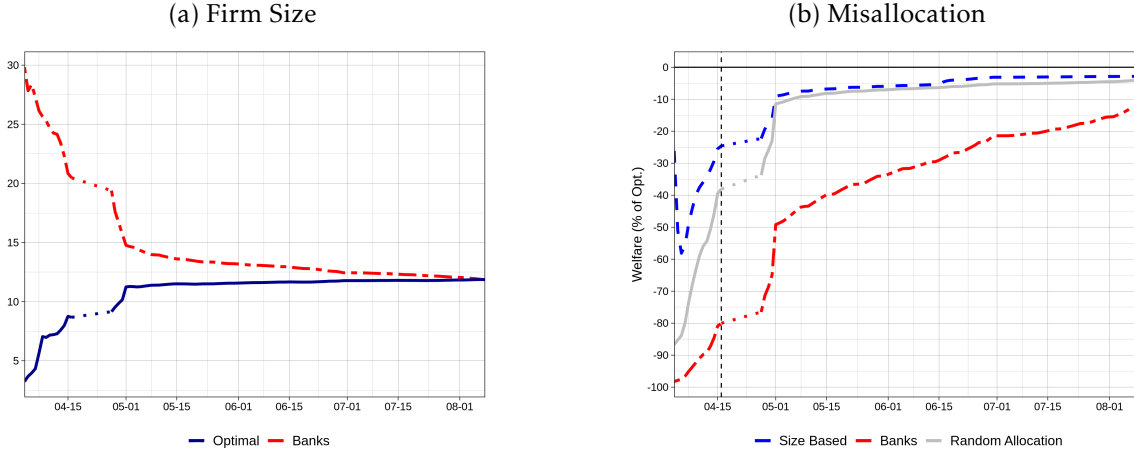 (a) Firm Size
30
25
20
15
10
5
04-15 05-01 05-15 06-01 06-15 07-01 07-15 08-01
Optimal Banks
(b) Misallocation
Welfare (% of Opt.)
0
-10
-20
-30
-40
-50
-60
-70
-80
-90
-100
04-15 05-01 05-15 06-01 06-15 07-01 07-15 08-01
Size Based Banks Random Allocation